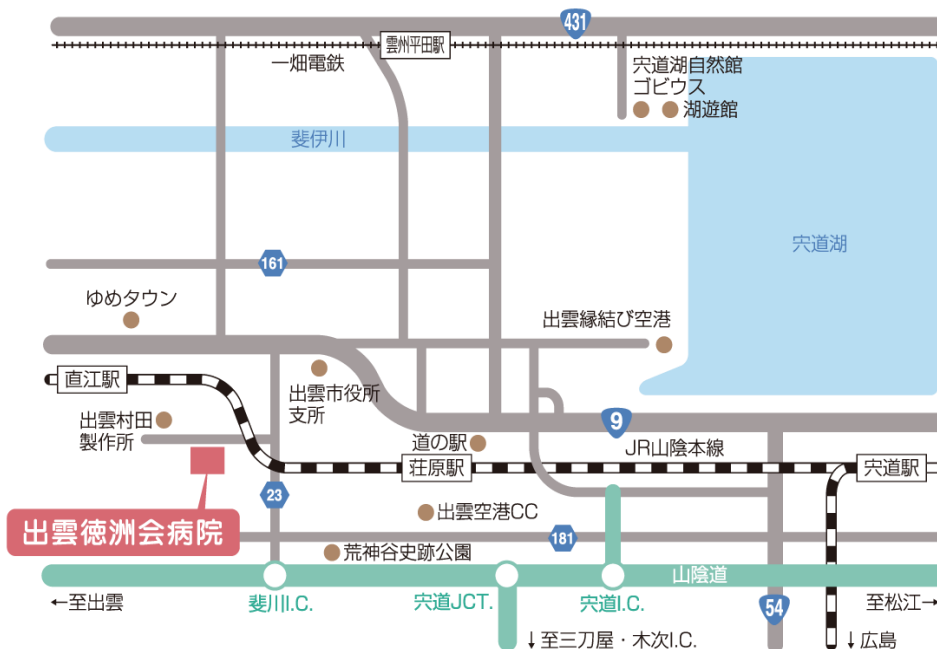 431
雲州平田駅
一畑電鉄
宍道湖自然館
ゴビウス
湖遊館
斐伊川
宍道湖
161
ゆめタウン
出雲縁結び空港
直江駅
出雲市役所
支所
出雲村田
製作所
9
道の駅
JR山陰本線
荘原駅
宍道駅
23
出雲空港CC
出雲徳洲会病院
181
荒神谷史跡公園
山陰道
←至出雲
斐川I.C.
宍道JCT.
宍道I.C.
54
至松江→
↓至三刀屋・木次I.C.
↓広島